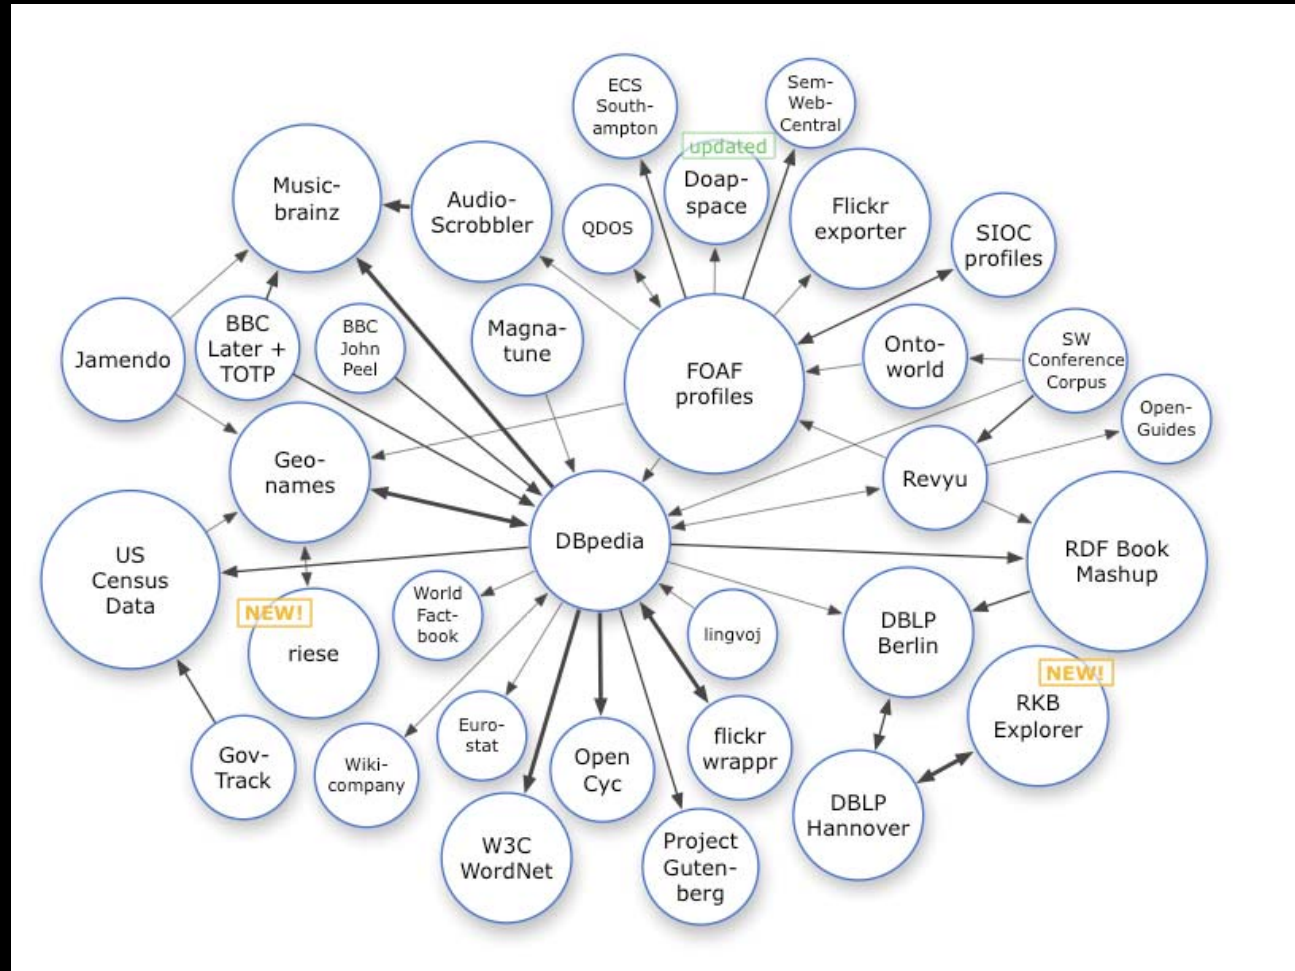 ECS
South-
ampton
Sem-
Web-
Central
updated
Doap-
space
Music-
brainz
Audio-
Scrobbler
QDOS
Flickr
exporter
SIOC
profiles
Jamendo
BBC
Later +
TOTP
BBC
John
Peel
Magna-
tune
FOAF
profiles
Onto-
world
SW
Conference
Corpus
Open-
Guides
Geo-
names
Revyu
US
Census
Data
DBpedia
RDF Book
Mashup
NEW!
riese
World
Fact-
book
lingvoj
DBLP
Berlin
NEW!
RKB
Explorer
Gov-
Track
Wiki-
company
Euro-
stat
Open
Cyc
flickr
wrappr
DBLP
Hannover
W3C
WordNet
Project
Guten-
berg